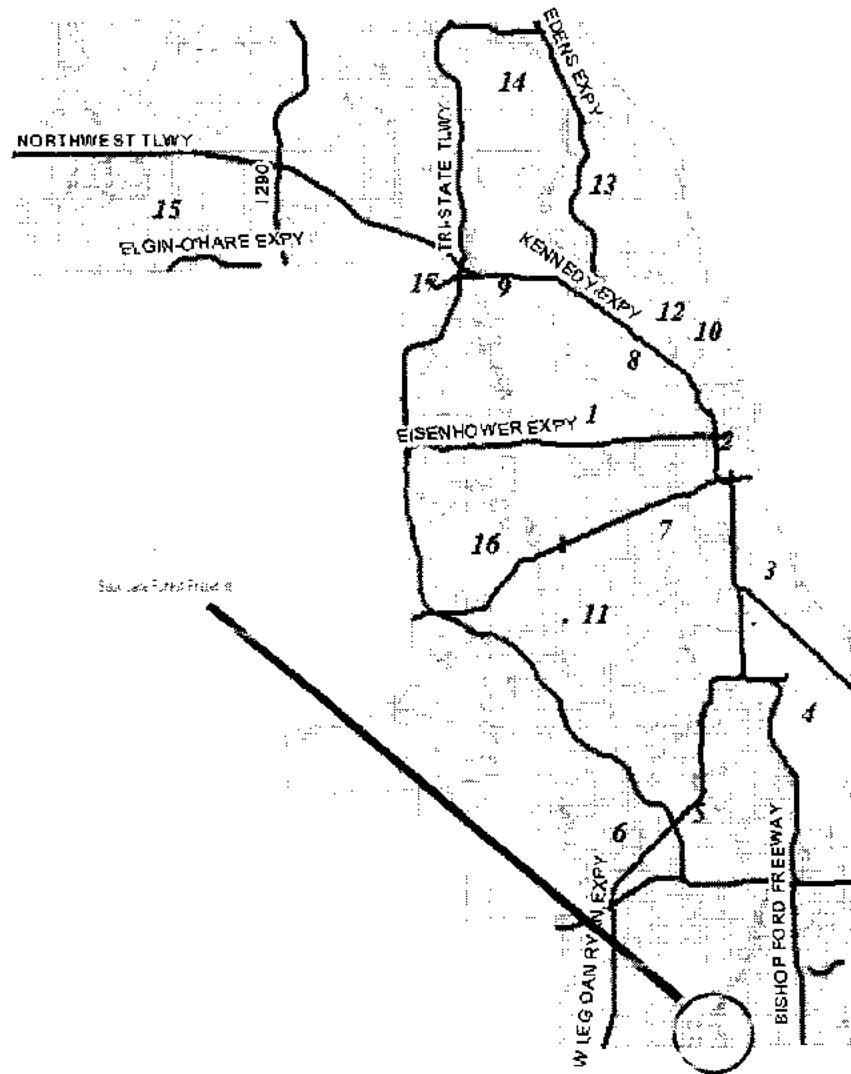 EDENS EXPY
14
TRI-STATE TLWY
NORTHWEST TLWY
I 290
13
15
ELGIN-O'HARE EXPY
KENNEDY EXPY
9
12
10
8
1
EISENHOWER EXPY
2
7
16
3
11
4
5
6
W LEG DAN RYAN EXPY
BISHOP FORD FREEWAY